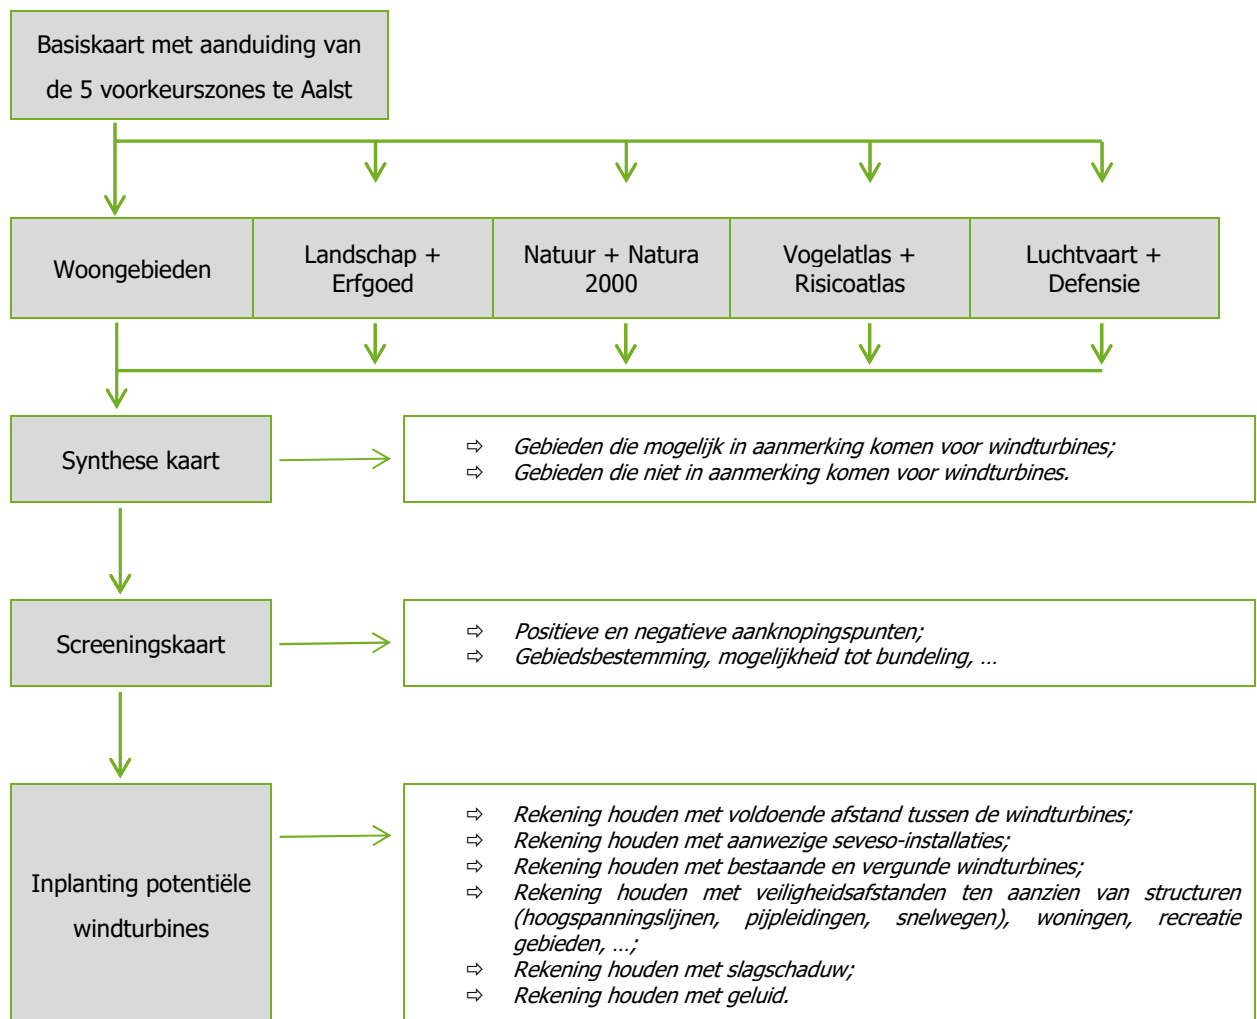 Basiskaart met aanduiding van
de 5 voorkeurszones te Aalst
Woongebieden
Landschap +
Erfgoed
Natuur + Natura
2000
Vogelatlas +
Risicoatlas
Luchtvaart +
Defensie
Synthese kaart
⇨ Gebieden die mogelijk in aanmerking komen voor windturbines;
⇨ Gebieden die niet in aanmerking komen voor windturbines.
Screeningskaart
⇨ Positieve en negatieve aanknopingspunten;
⇨ Gebiedsbestemming, mogelijkheid tot bundeling, …
Inplanting potentiële
windturbines
⇨ Rekening houden met voldoende afstand tussen de windturbines;
⇨ Rekening houden met aanwezige seveso-installaties;
⇨ Rekening houden met bestaande en vergunde windturbines;
⇨ Rekening houden met veiligheidsafstanden ten aanzien van structuren
(hoogspanningslijnen, pijpleidingen, snelwegen), woningen, recreatie
gebieden, …;
⇨ Rekening houden met slagschaduw;
⇨ Rekening houden met geluid.